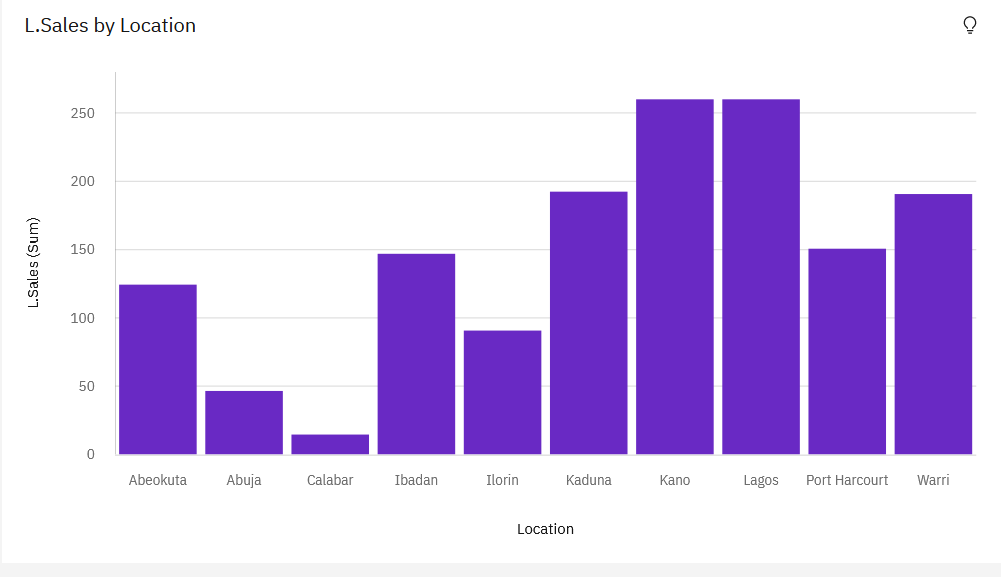 L.Sales by Location
L.Sales (Sum)
250
200
150
100
50
0
Abeokuta Abuja Calabar Ibadan Ilorin Kaduna Kano Lagos Port Harcourt Warri
Location